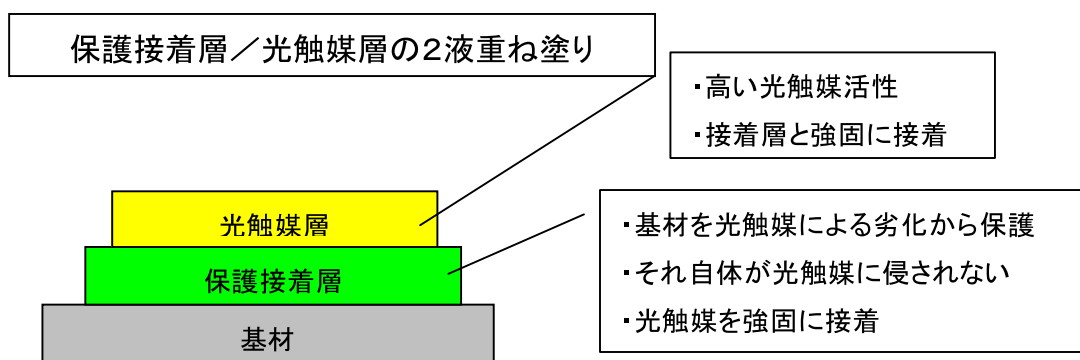 保護接着層／光触媒層の２液重ね塗り
・高い光触媒活性
・接着層と強固に接着
光触媒層
保護接着層
基材
・基材を光触媒による劣化から保護
・それ自体が光触媒に侵されない
・光触媒を強固に接着